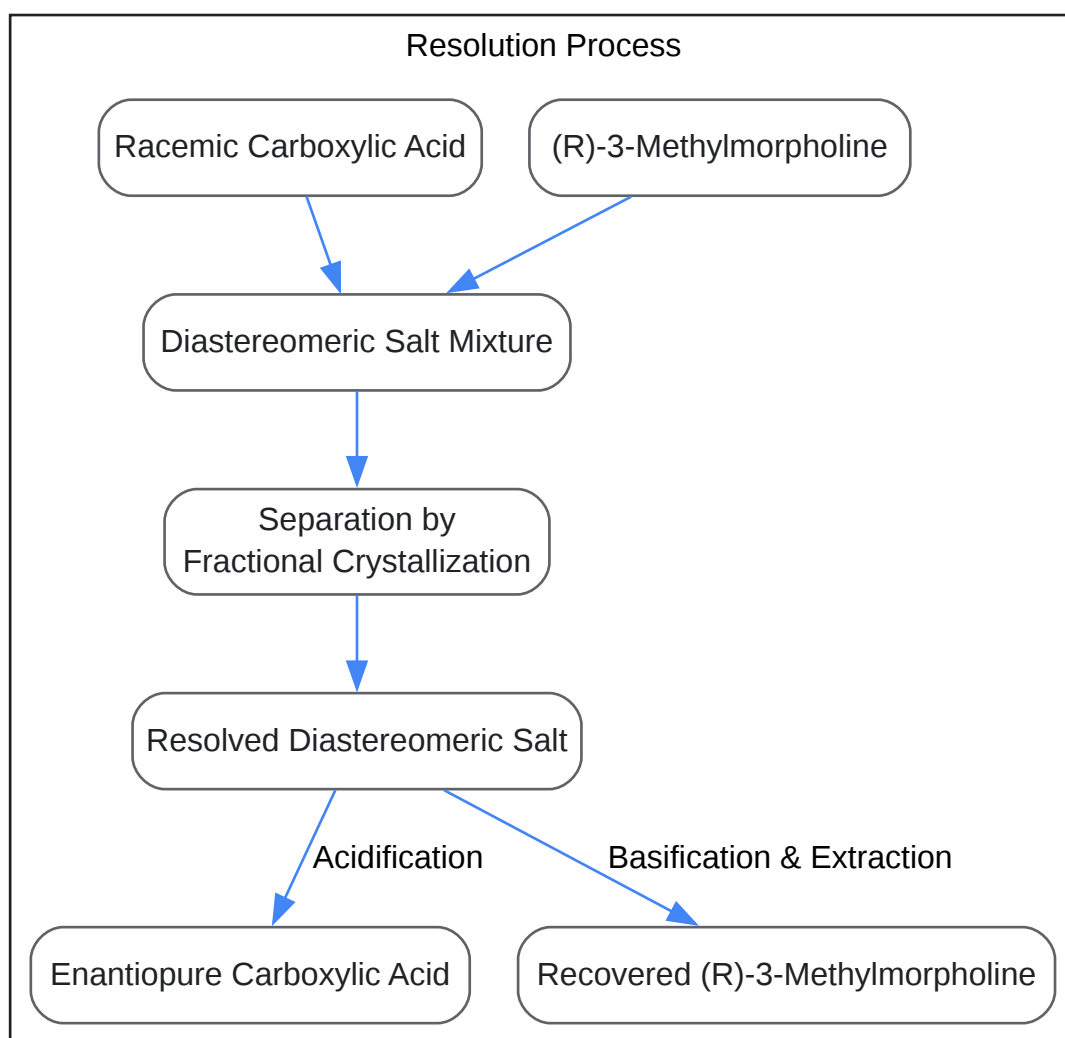 Resolution Process
Racemic Carboxylic Acid
(R)-3-Methylmorpholine
Diastereomeric Salt Mixture
Separation by
Fractional Crystallization
Resolved Diastereomeric Salt
Acidification
Basification & Extraction
Enantiopure Carboxylic Acid
Recovered (R)-3-Methylmorpholine